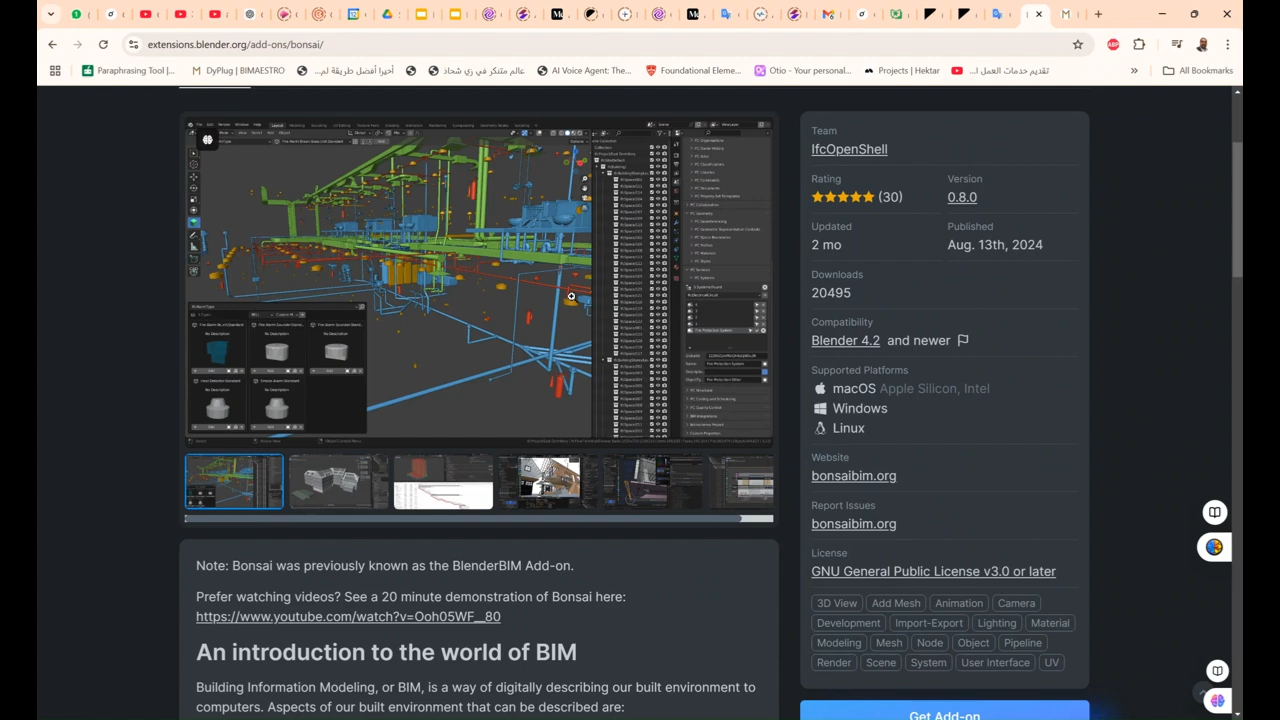 extensions.blender.org/add-ons/bonsai/
Paraphrasing Tool |...
DyPlug | BIMAESTRO
أخيرا أفضل طريقة لم...
عالم متنكر في زي شحاذ
AI Voice Agent: The...
Foundational Eleme...
Otio - Your personal...
Projects | Hektar
تقديم خدمات العمل ا...
All Bookmarks
Team
IfcOpenShell
Rating
Version
(30)
0.8.0
Updated
Published
2 mo
Aug. 13th, 2024
Downloads
20495
Compatibility
Blender 4.2 and newer
Supported Platforms
macOS Apple Silicon, Intel
Windows
Linux
Website
bonsaibim.org
Report Issues
bonsaibim.org
License
GNU General Public License v3.0 or later
3D View Add Mesh Animation Camera
Development Import-Export Lighting Material
Modeling Mesh Node Object Pipeline
Render Scene System User Interface UV
Get Add-on
Note: Bonsai was previously known as the BlenderBIM Add-on.
Prefer watching videos? See a 20 minute demonstration of Bonsai here:
https://www.youtube.com/watch?v=Ooh05WF__80
An introduction to the world of BIM
Building Information Modeling, or BIM, is a way of digitally describing our built environment to
computers. Aspects of our built environment that can be described are: